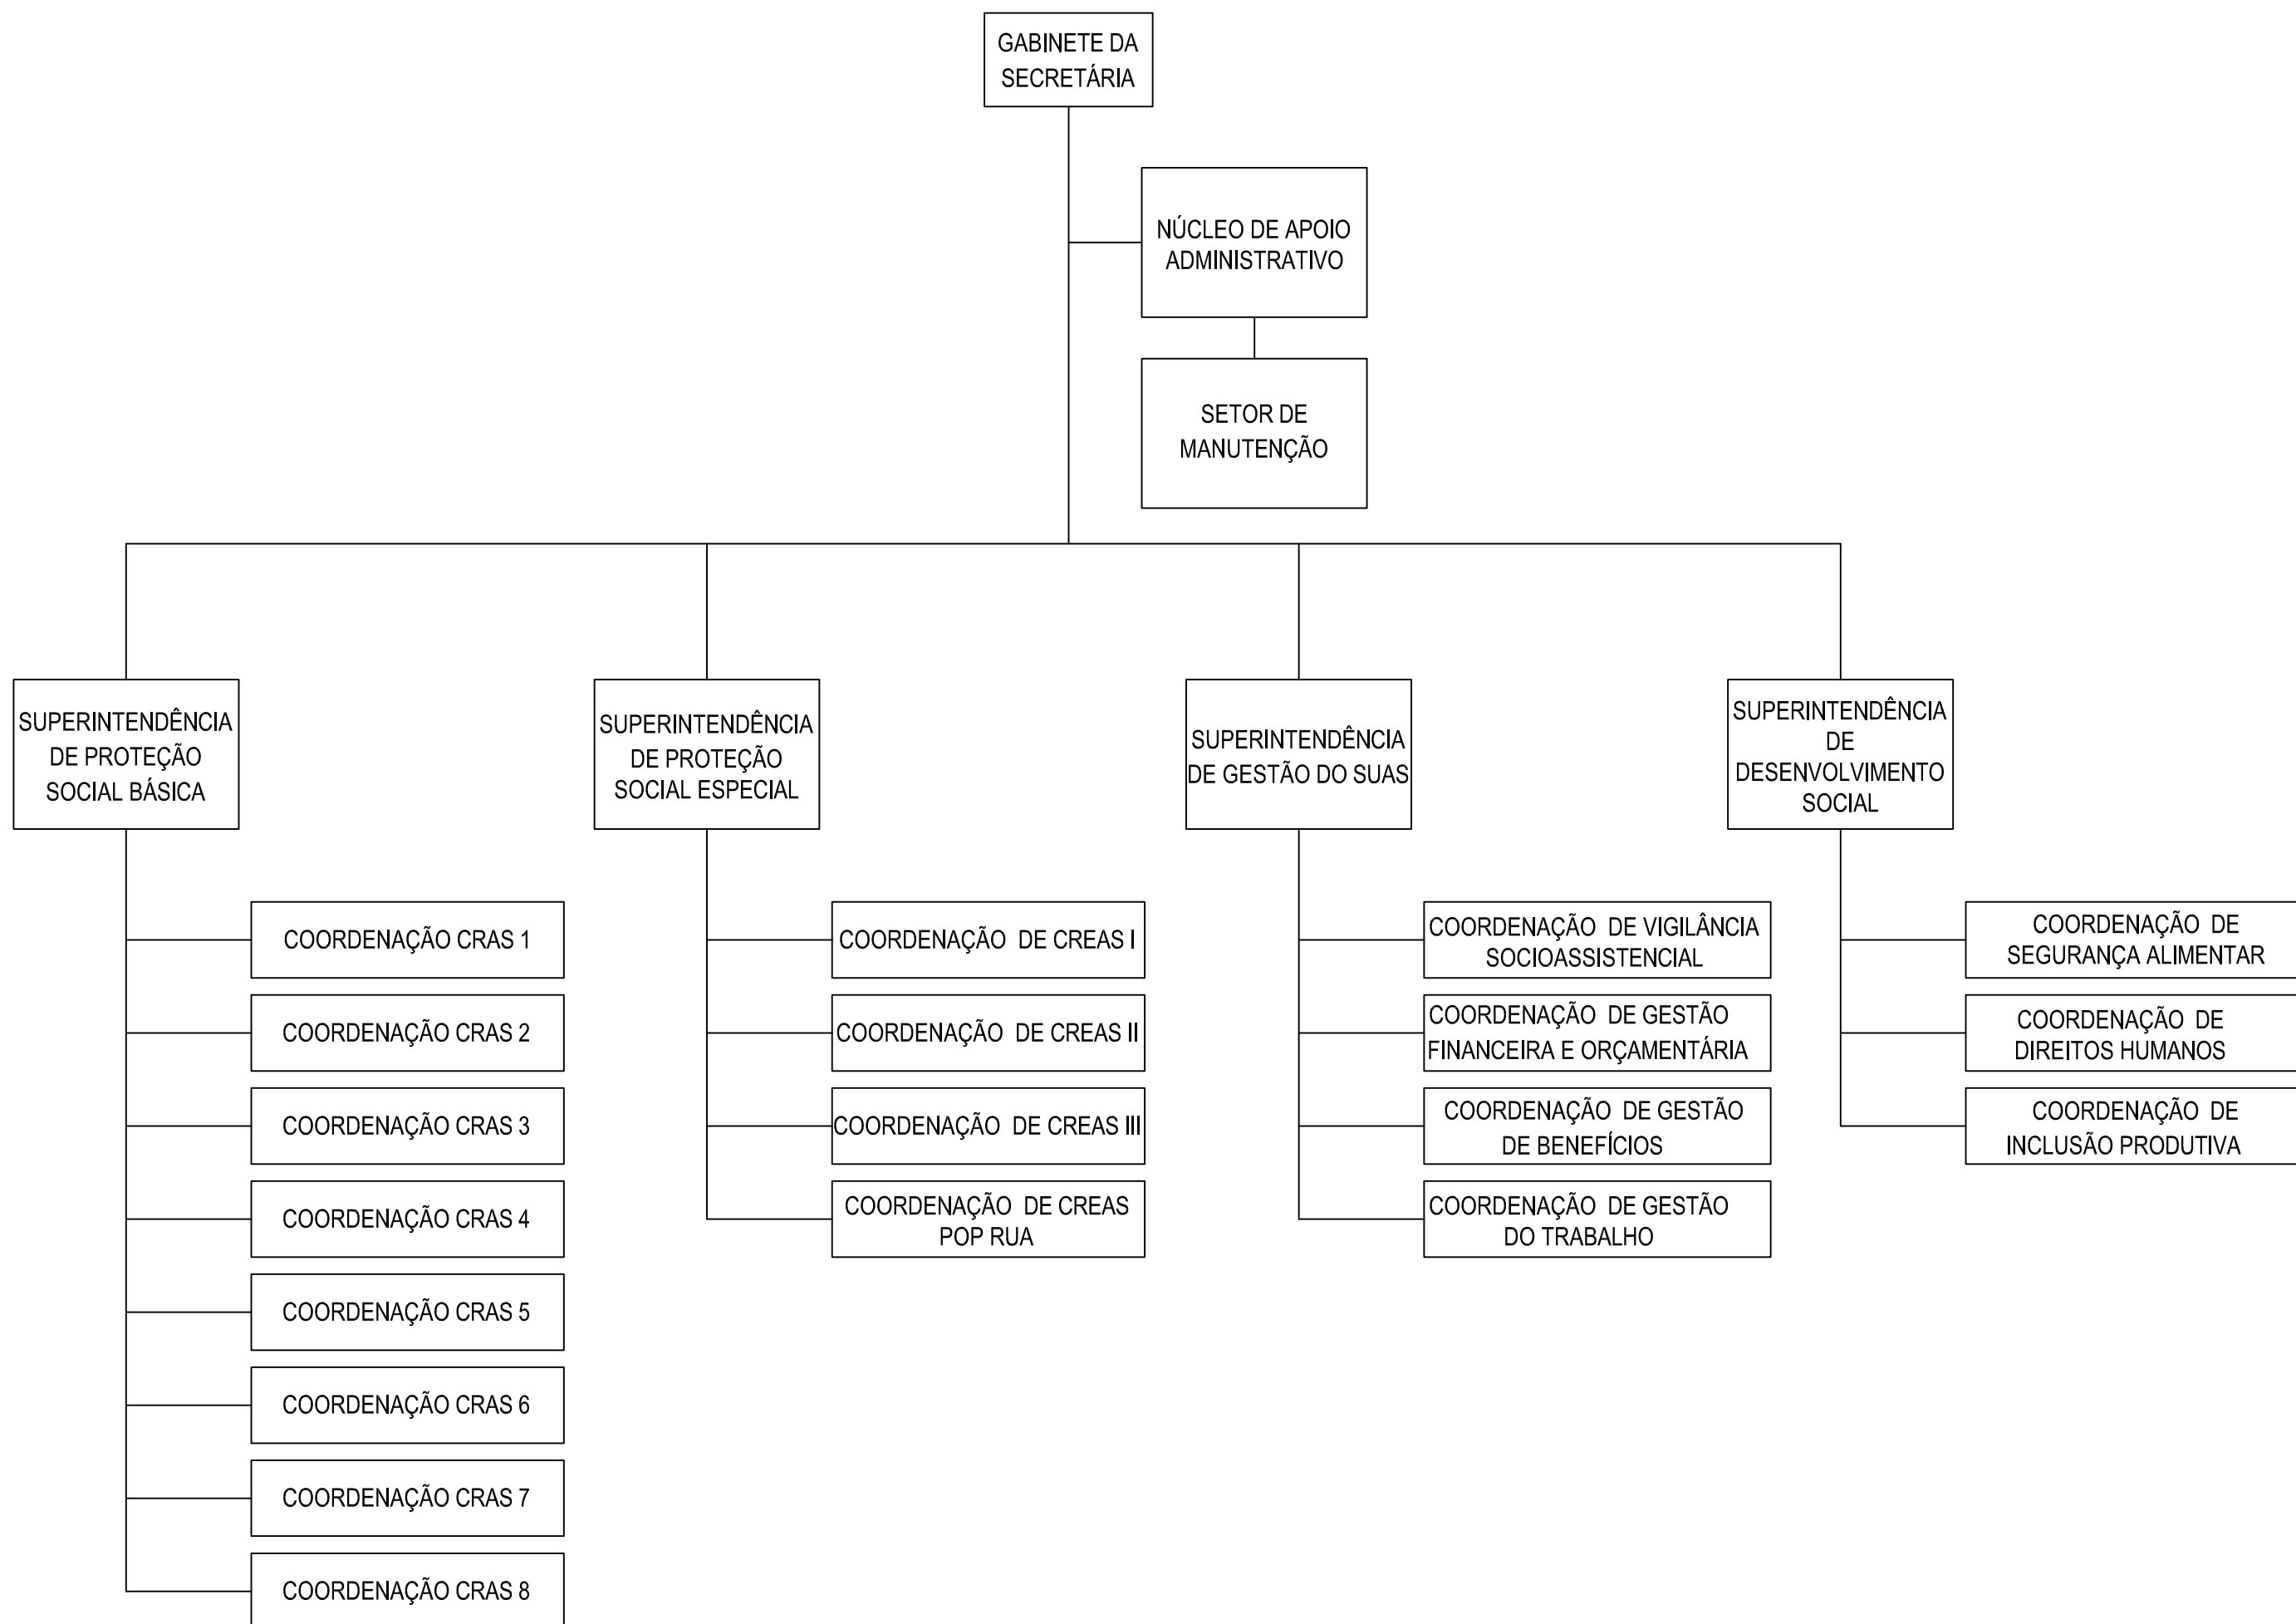 GABINETE DA
SECRETÁRIA
NÚCLEO DE APOIO
ADMINISTRATIVO
SETOR DE
MANUTENÇÃO
SUPERINTENDÊNCIA
DE PROTEÇÃO
SOCIAL BÁSICA
COORDENAÇÃO CRAS 1
COORDENAÇÃO CRAS 2
COORDENAÇÃO CRAS 3
COORDENAÇÃO CRAS 4
COORDENAÇÃO CRAS 5
COORDENAÇÃO CRAS 6
COORDENAÇÃO CRAS 7
COORDENAÇÃO CRAS 8
SUPERINTENDÊNCIA
DE PROTEÇÃO
SOCIAL ESPECIAL
COORDENAÇÃO DE CREAS I
COORDENAÇÃO DE CREAS II
COORDENAÇÃO DE CREAS III
COORDENAÇÃO DE CREAS
POP RUA
SUPERINTENDÊNCIA
DE GESTÃO DO SUAS
COORDENAÇÃO DE VIGILÂNCIA
SOCIOASSISTENCIAL
COORDENAÇÃO DE GESTÃO
FINANCEIRA E ORÇAMENTÁRIA
COORDENAÇÃO DE GESTÃO
DE BENEFÍCIOS
COORDENAÇÃO DE GESTÃO
DO TRABALHO
SUPERINTENDÊNCIA
DE
DESENVOLVIMENTO
SOCIAL
COORDENAÇÃO DE
SEGURANÇA ALIMENTAR
COORDENAÇÃO DE
DIREITOS HUMANOS
COORDENAÇÃO DE
INCLUSÃO PRODUTIVA